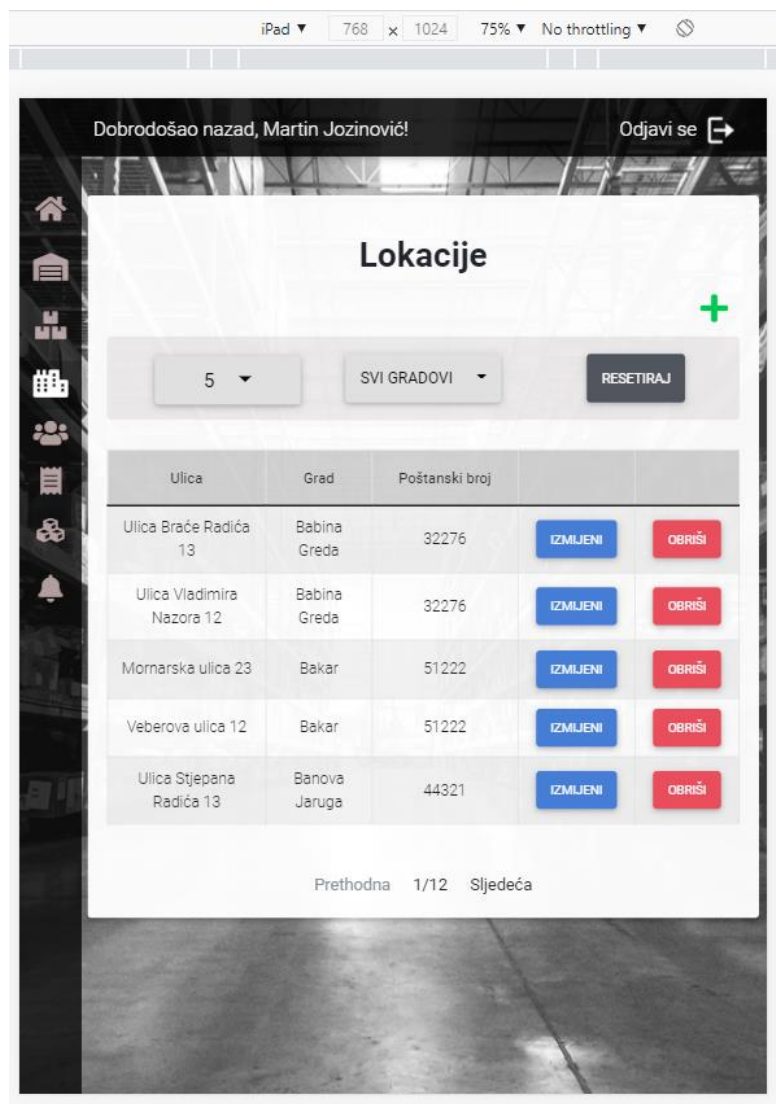 iPad ▼ 768 x 1024 75% ▼ No throttling ▼
Dobrodošao nazad, Martin Jozinović! Odjavi se
Lokacije
5 SVI GRADOVI RESETIRAJ
Ulica Grad Poštanski broj
Ulica Braće Radića
13 Babina
Greda 32276 IZMIJENI OBRIŠI
Ulica Vladimira
Nazora 12 Babina
Greda 32276 IZMIJENI OBRIŠI
Mornarska ulica 23 Bakar 51222 IZMIJENI OBRIŠI
Veberova ulica 12 Bakar 51222 IZMIJENI OBRIŠI
Ulica Stjepana
Radića 13 Banova
Jaruga 44321 IZMIJENI OBRIŠI
Prethodna 1/12 Sljedeća